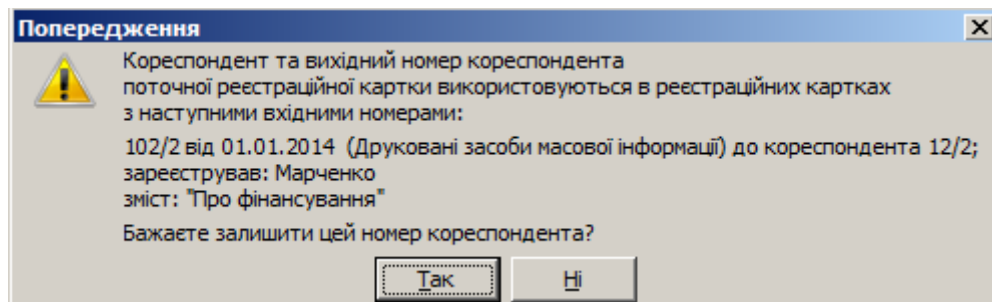 Попередження
Кореспондент та вихідний номер кореспондента
поточної реєстраційної картки використовуються в реєстраційних картках
з наступними вхідними номерами:
102/2 від 01.01.2014 (Друковані засоби масової інформації) до кореспондента 12/2;
зареєстрував: Марченко
зміст: "Про фінансування"
Бажаєте залишити цей номер кореспондента?
Так
Ні